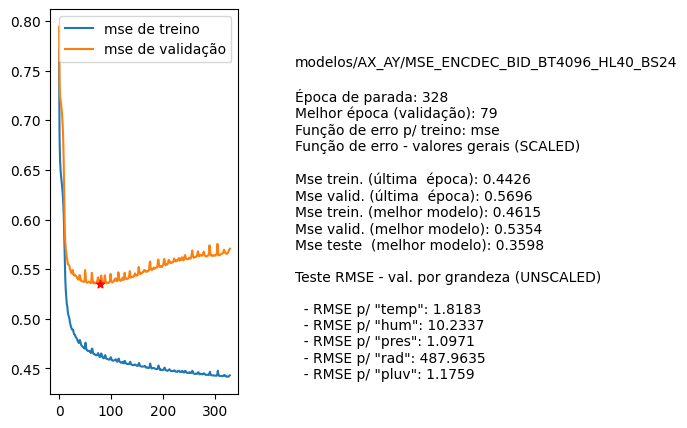 0.80
0.75
0.70
0.65
0.60
0.55
0.50
0.45
0
100
200
300
mse de treino
mse de validação
modelos/AX_AY/MSE_ENCDEC_BID_BT4096_HL40_BS24
Época de parada: 328
Melhor época (validação): 79
Função de erro p/ treino: mse
Função de erro - valores gerais (SCALED)
Mse trein. (última  época): 0.4426
Mse valid. (última  época): 0.5696
Mse trein. (melhor modelo): 0.4615
Mse valid. (melhor modelo): 0.5354
Mse teste  (melhor modelo): 0.3598
Teste RMSE - val. por grandeza (UNSCALED)
- RMSE p/ "temp": 1.8183
- RMSE p/ "hum": 10.2337
- RMSE p/ "pres": 1.0971
- RMSE p/ "rad": 487.9635
- RMSE p/ "pluv": 1.1759